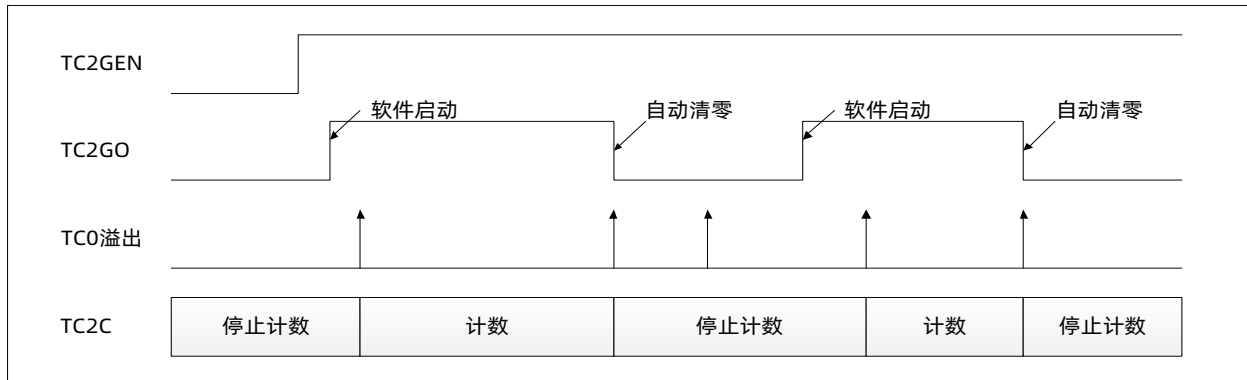 TC2GEN
软件启动 自动清零 软件启动 自动清零
TC2GO
TC0溢出
TC2C 停止计数 计数 停止计数 计数 停止计数